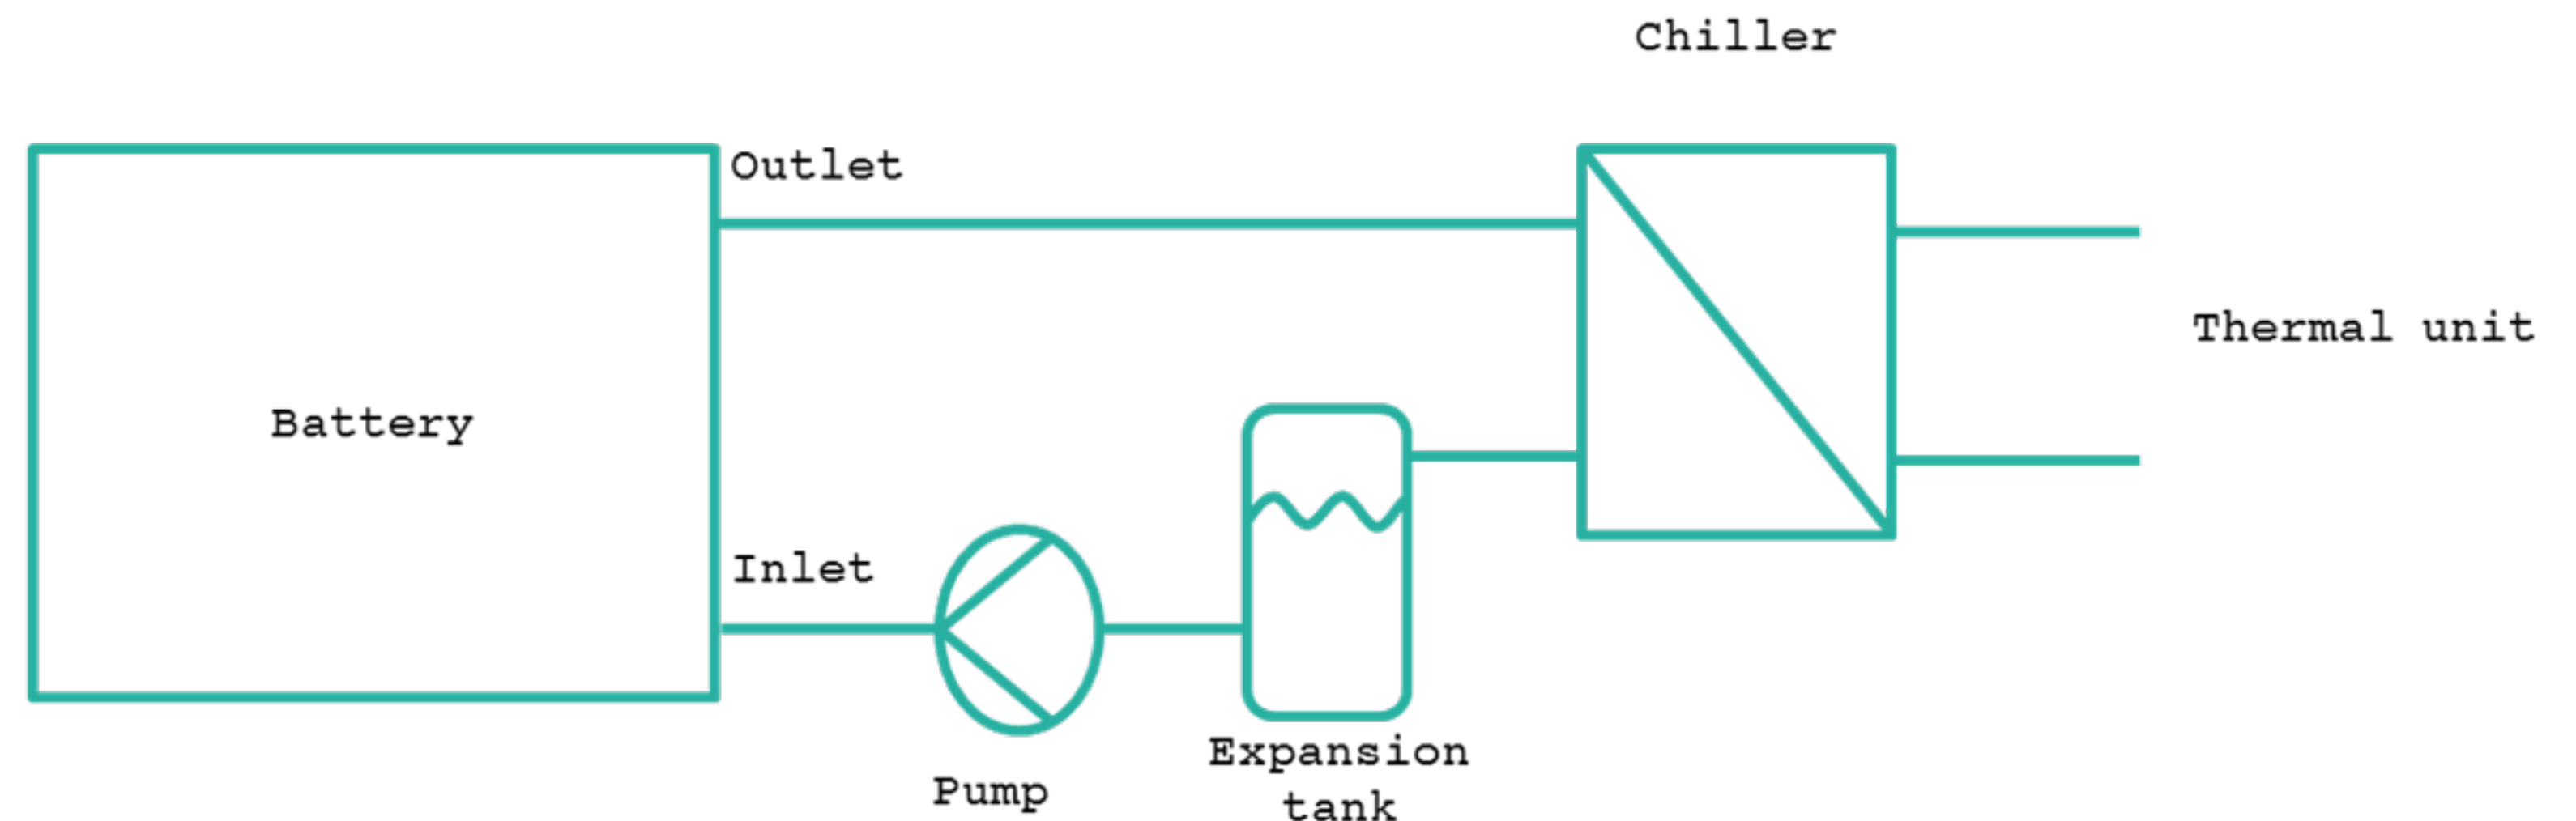 Chiller
Outlet
Thermal unit
Battery
Inlet
Expansion
tank
Pump